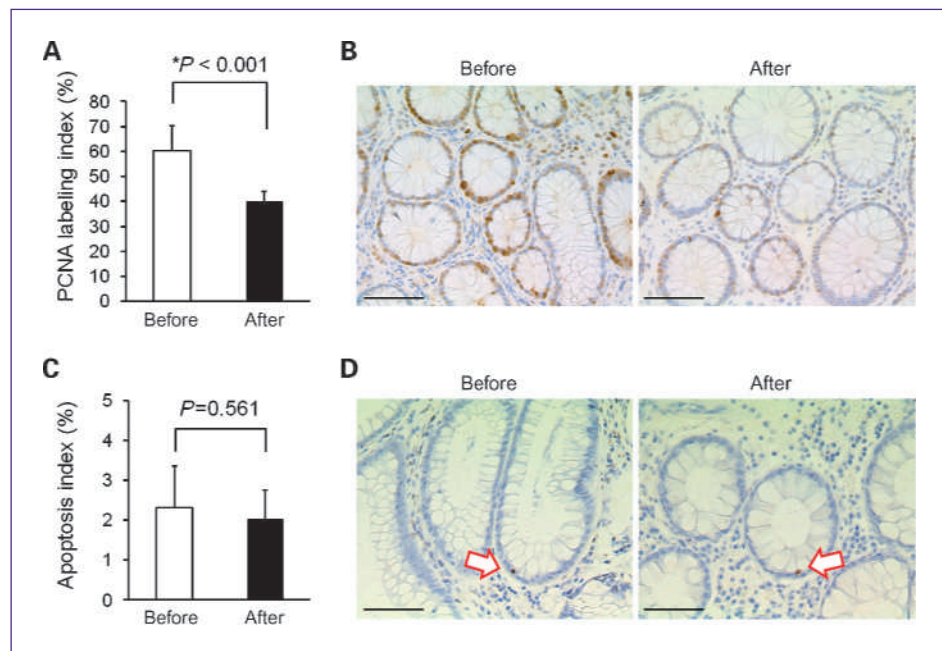 A
*P < 0.001
PCNA labeling index (%)
80
70
60
50
40
30
20
10
0
Before
After
B
Before
After
C
P=0.561
Apoptosis index (%)
5
4
3
2
1
0
Before
After
D
Before
After